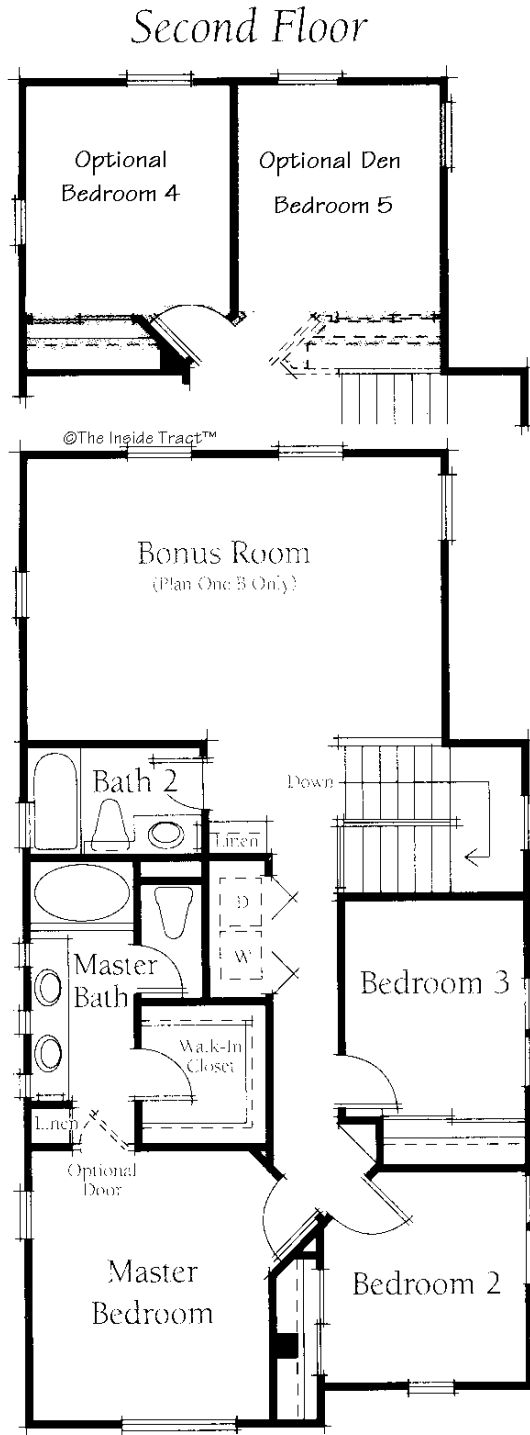 Second Floor
Optional
Bedroom 4
Optional Den
Bedroom 5
©The Inside Tract™
Bonus Room
(Plan One B Only)
Bath 2
Down
Linen
D
W
Master
Bath
Bedroom 3
Walk-In
Closet
Linen
Optional
Door
Master
Bedroom
Bedroom 2